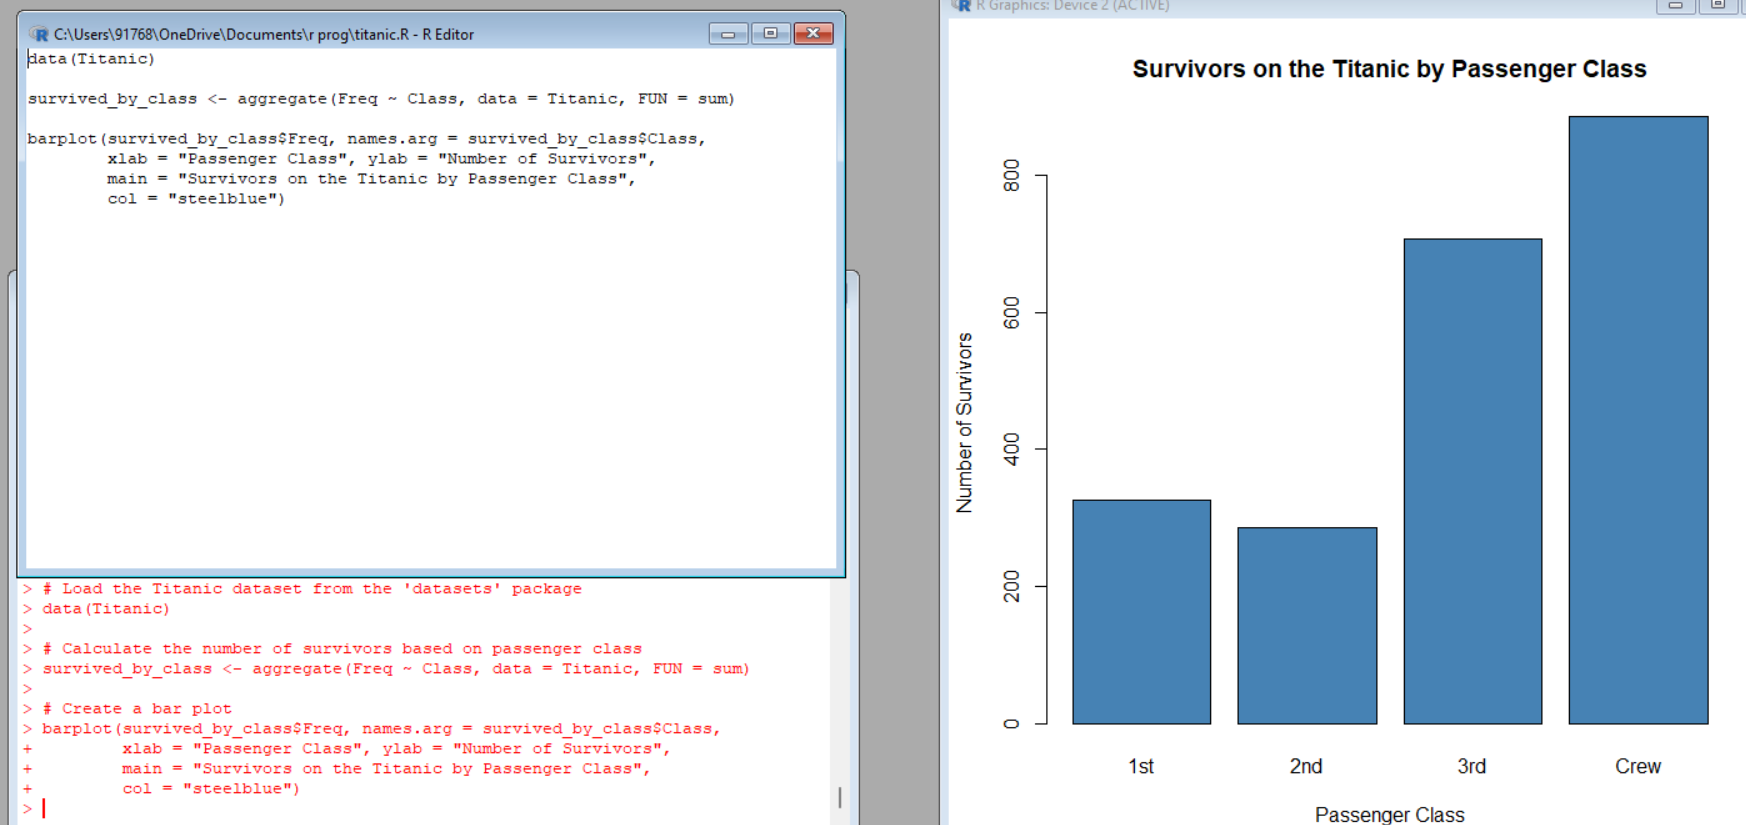 C:\Users\91768\OneDrive\Documents\r prog\titanic.R - R Editor
data(Titanic)
survived_by_class <- aggregate(Freq ~ Class, data = Titanic, FUN = sum)
barplot(survived_by_class$Freq, names.arg = survived_by_class$Class,
xlab = "Passenger Class", ylab = "Number of Survivors",
main = "Survivors on the Titanic by Passenger Class",
col = "steelblue")
> # Load the Titanic dataset from the 'datasets' package
> data(Titanic)
>
> # Calculate the number of survivors based on passenger class
> survived_by_class <- aggregate(Freq ~ Class, data = Titanic, FUN = sum)
>
> # Create a bar plot
> barplot(survived_by_class$Freq, names.arg = survived_by_class$Class,
+ xlab = "Passenger Class", ylab = "Number of Survivors",
+ main = "Survivors on the Titanic by Passenger Class",
+ col = "steelblue")
>
R Graphics: Device 2 (ACTIVE)
Survivors on the Titanic by Passenger Class
Number of Survivors
800
600
400
200
0
1st 2nd 3rd Crew
Passenger Class